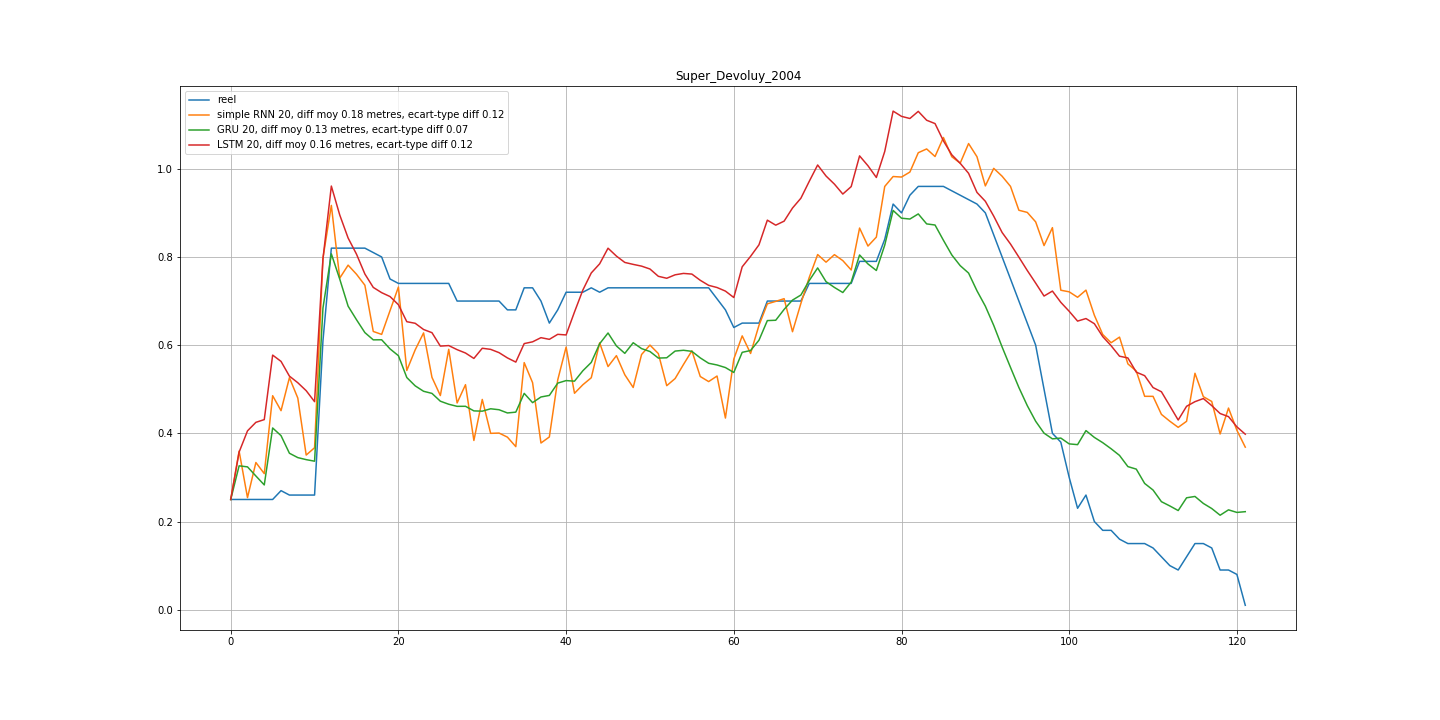 Super_Devoluy_2004
reel
simple RNN 20, diff moy 0.18 metres, ecart-type diff 0.12
GRU 20, diff moy 0.13 metres, ecart-type diff 0.07
LSTM 20, diff moy 0.16 metres, ecart-type diff 0.12
1.0
0.8
0.6
0.4
0.2
0.0
0 20 40 60 80 100 120